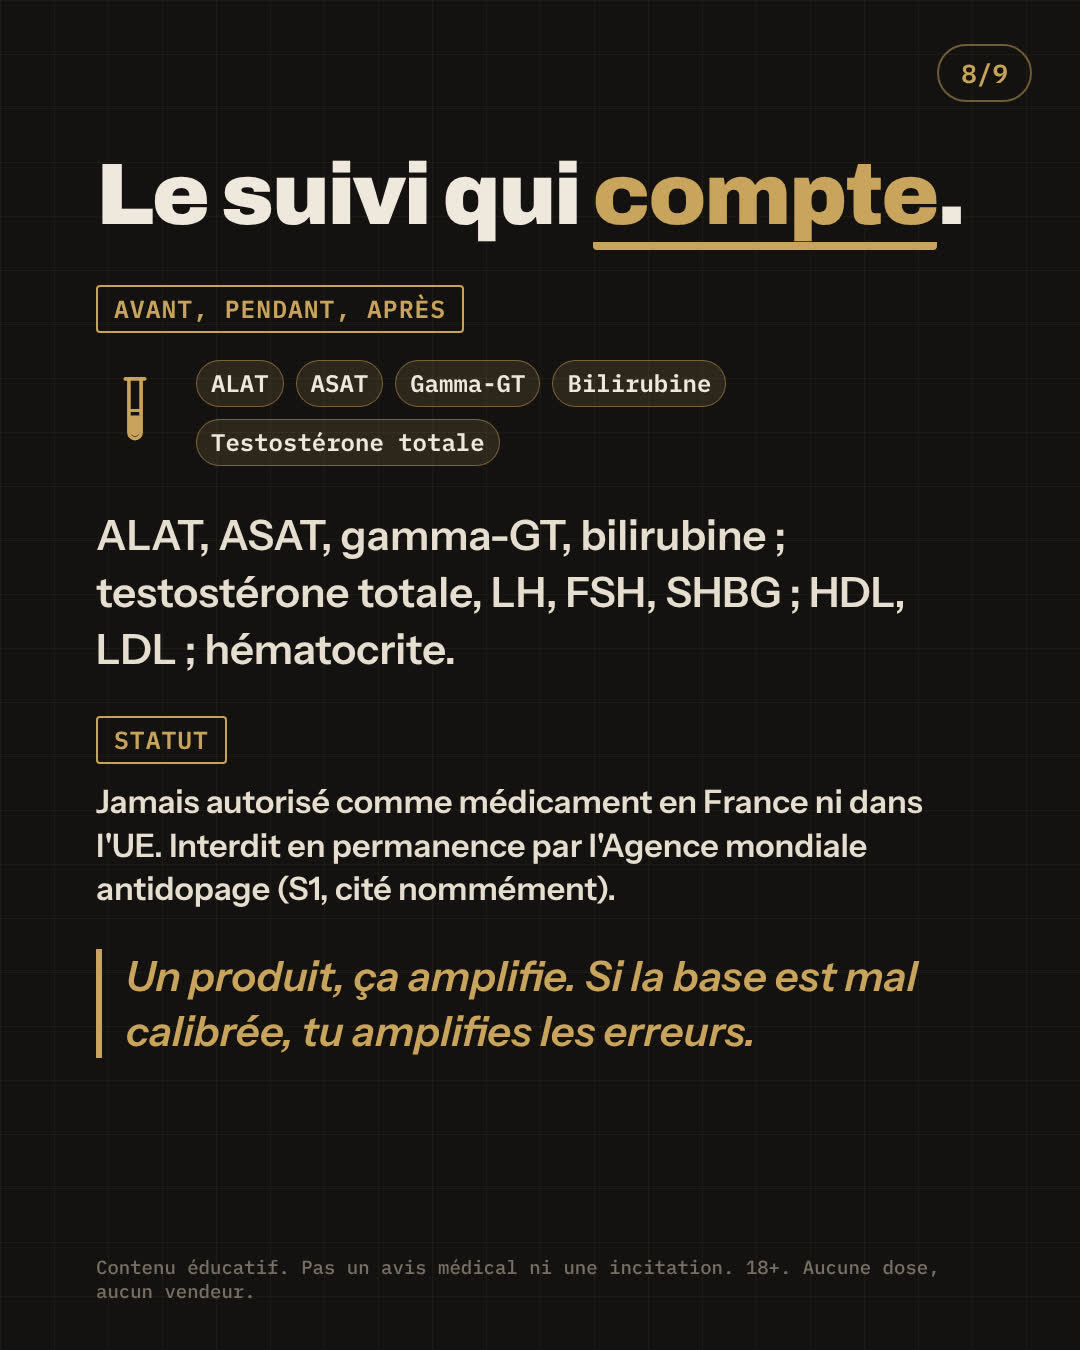 8/9
Le suivi qui compte.
AVANT, PENDANT, APRÈS
ALAT ASAT Gamma-GT Bilirubine
Testostérone totale
ALAT, ASAT, gamma-GT, bilirubine ;
testostérone totale, LH, FSH, SHBG ; HDL,
LDL ; hématocrite.
STATUT
Jamais autorisé comme médicament en France ni dans
l'UE. Interdit en permanence par l'Agence mondiale
antidopage (S1, cité nommément).
Un produit, ça amplifie. Si la base est mal
calibrée, tu amplifies les erreurs.
Contenu éducatif. Pas un avis médical ni une incitation. 18+. Aucune dose,
aucun vendeur.